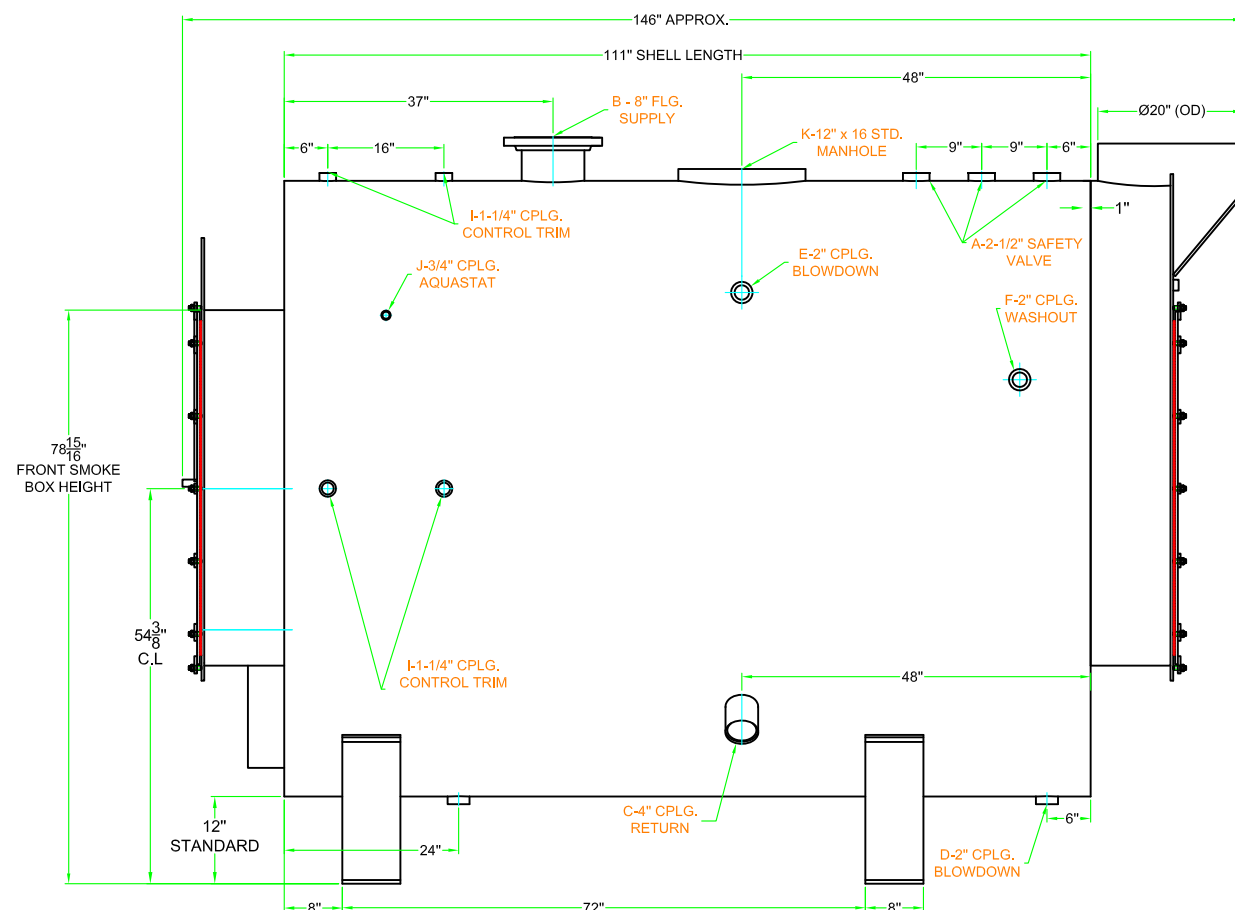 146" APPROX.
111" SHELL LENGTH
48"
37"
B - 8" FLG.
SUPPLY
Ø20" (OD)
K-12" x 16 STD.
MANHOLE
6"
16"
9"
9"
6"
I-1-1/4" CPLG.
CONTROL TRIM
1"
A-2-1/2" SAFETY
VALVE
E-2" CPLG.
BLOWDOWN
J-3/4" CPLG.
AQUASTAT
F-2" CPLG.
WASHOUT
78 15/16"
FRONT SMOKE
BOX HEIGHT
54 3/8"
C.L
I-1-1/4" CPLG.
CONTROL TRIM
48"
12"
STANDARD
C-4" CPLG.
RETURN
6"
24"
D-2" CPLG.
BLOWDOWN
8"
72"
8"